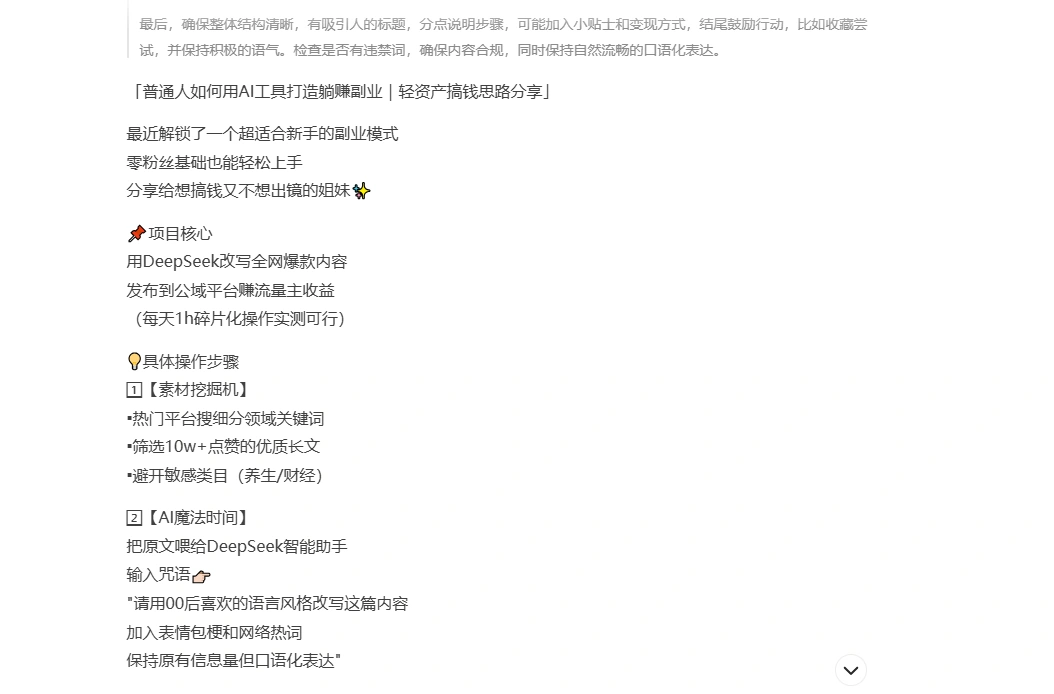 最后，确保整体结构清晰，有吸引人的标题，分点说明步骤，可能加入小贴士和变现方式，结尾鼓励行动，比如收藏尝
试，并保持积极的语气。检查是否有违禁词，确保内容合规，同时保持自然流畅的口语化表达。
「普通人如何用AI工具打造躺赚副业 | 轻资产搞钱思路分享」
最近解锁了一个超适合新手的副业模式
零粉丝基础也能轻松上手
分享给想搞钱又不想出镜的姐妹✨
📌项目核心
用DeepSeek改写全网爆款内容
发布到公域平台赚流量主收益
（每天1h碎片化操作实测可行）
💡具体操作步骤
1️⃣【素材挖掘机】
▪热门平台搜细分领域关键词
▪筛选10w+点赞的优质长文
▪避开敏感类目（养生/财经）
2️⃣【AI魔法时间】
把原文喂给DeepSeek智能助手
输入咒语👉
"请用00后喜欢的语言风格改写这篇内容
加入表情包梗和网络热词
保持原有信息量但口语化表达"